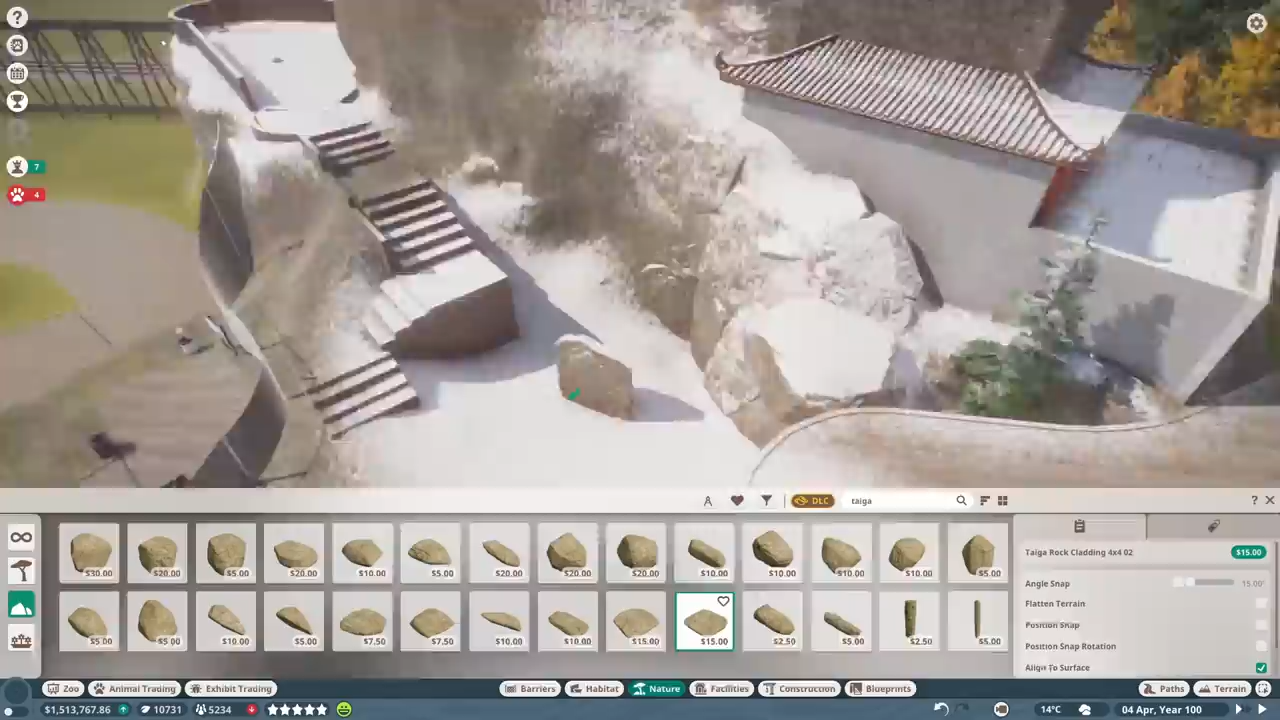 ?
7
4
DLC
taiga
? ×
$30.00 $20.00 $5.00 $20.00 $10.00 $5.00 $20.00 $20.00 $20.00 $10.00 $10.00 $10.00 $10.00 $5.00
Taiga Rock Cladding 4x4 02 $15.00
Angle Snap 15.00°
Flatten Terrain
$5.00 $5.00 $10.00 $5.00 $7.50 $7.50 $10.00 $10.00 $15.00 $15.00 $2.50 $5.00 $2.50 $5.00
Position Snap
Position Snap Rotation
Align To Surface
Zoo Animal Trading Exhibit Trading Barriers Habitat Nature Facilities Construction Blueprints Paths Terrain
$1,513,767.86 10731 5234 14°C 04 Apr, Year 100